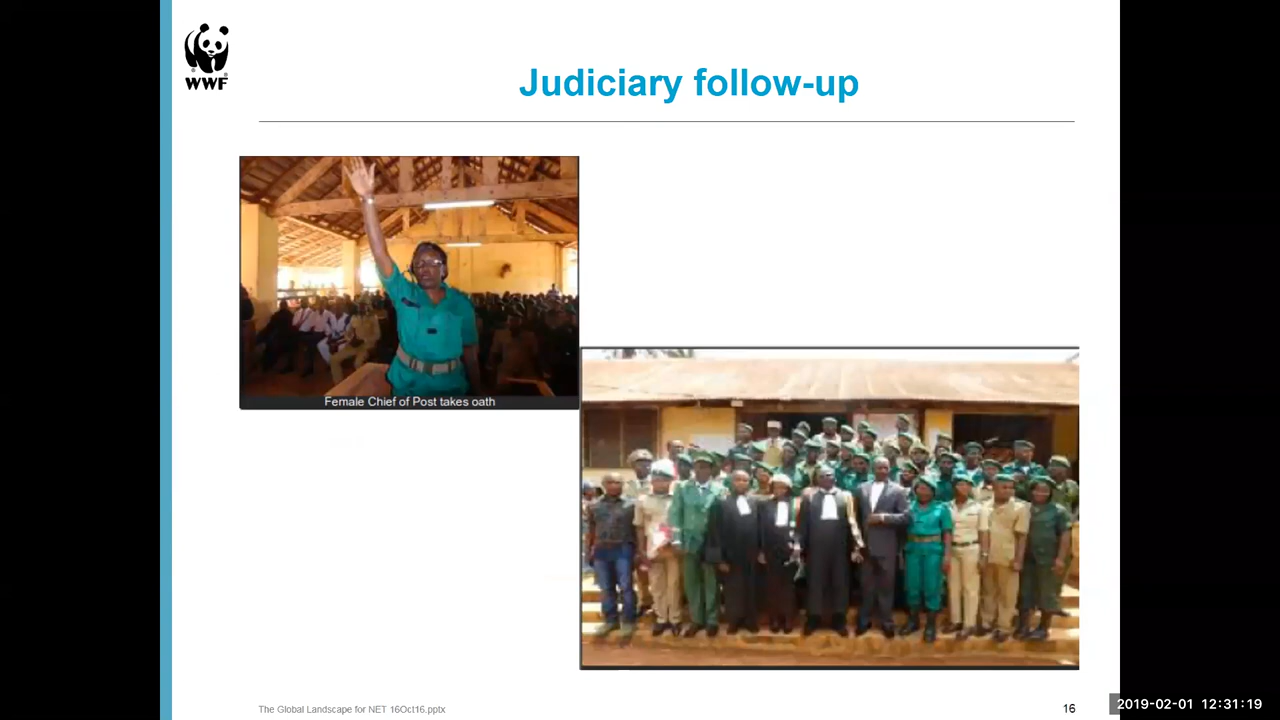 WWF
Judiciary follow-up
Female Chief of Post takes oath
The Global Landscape for NET 16Oct16.pptx
16
2019-02-01 12:31:19